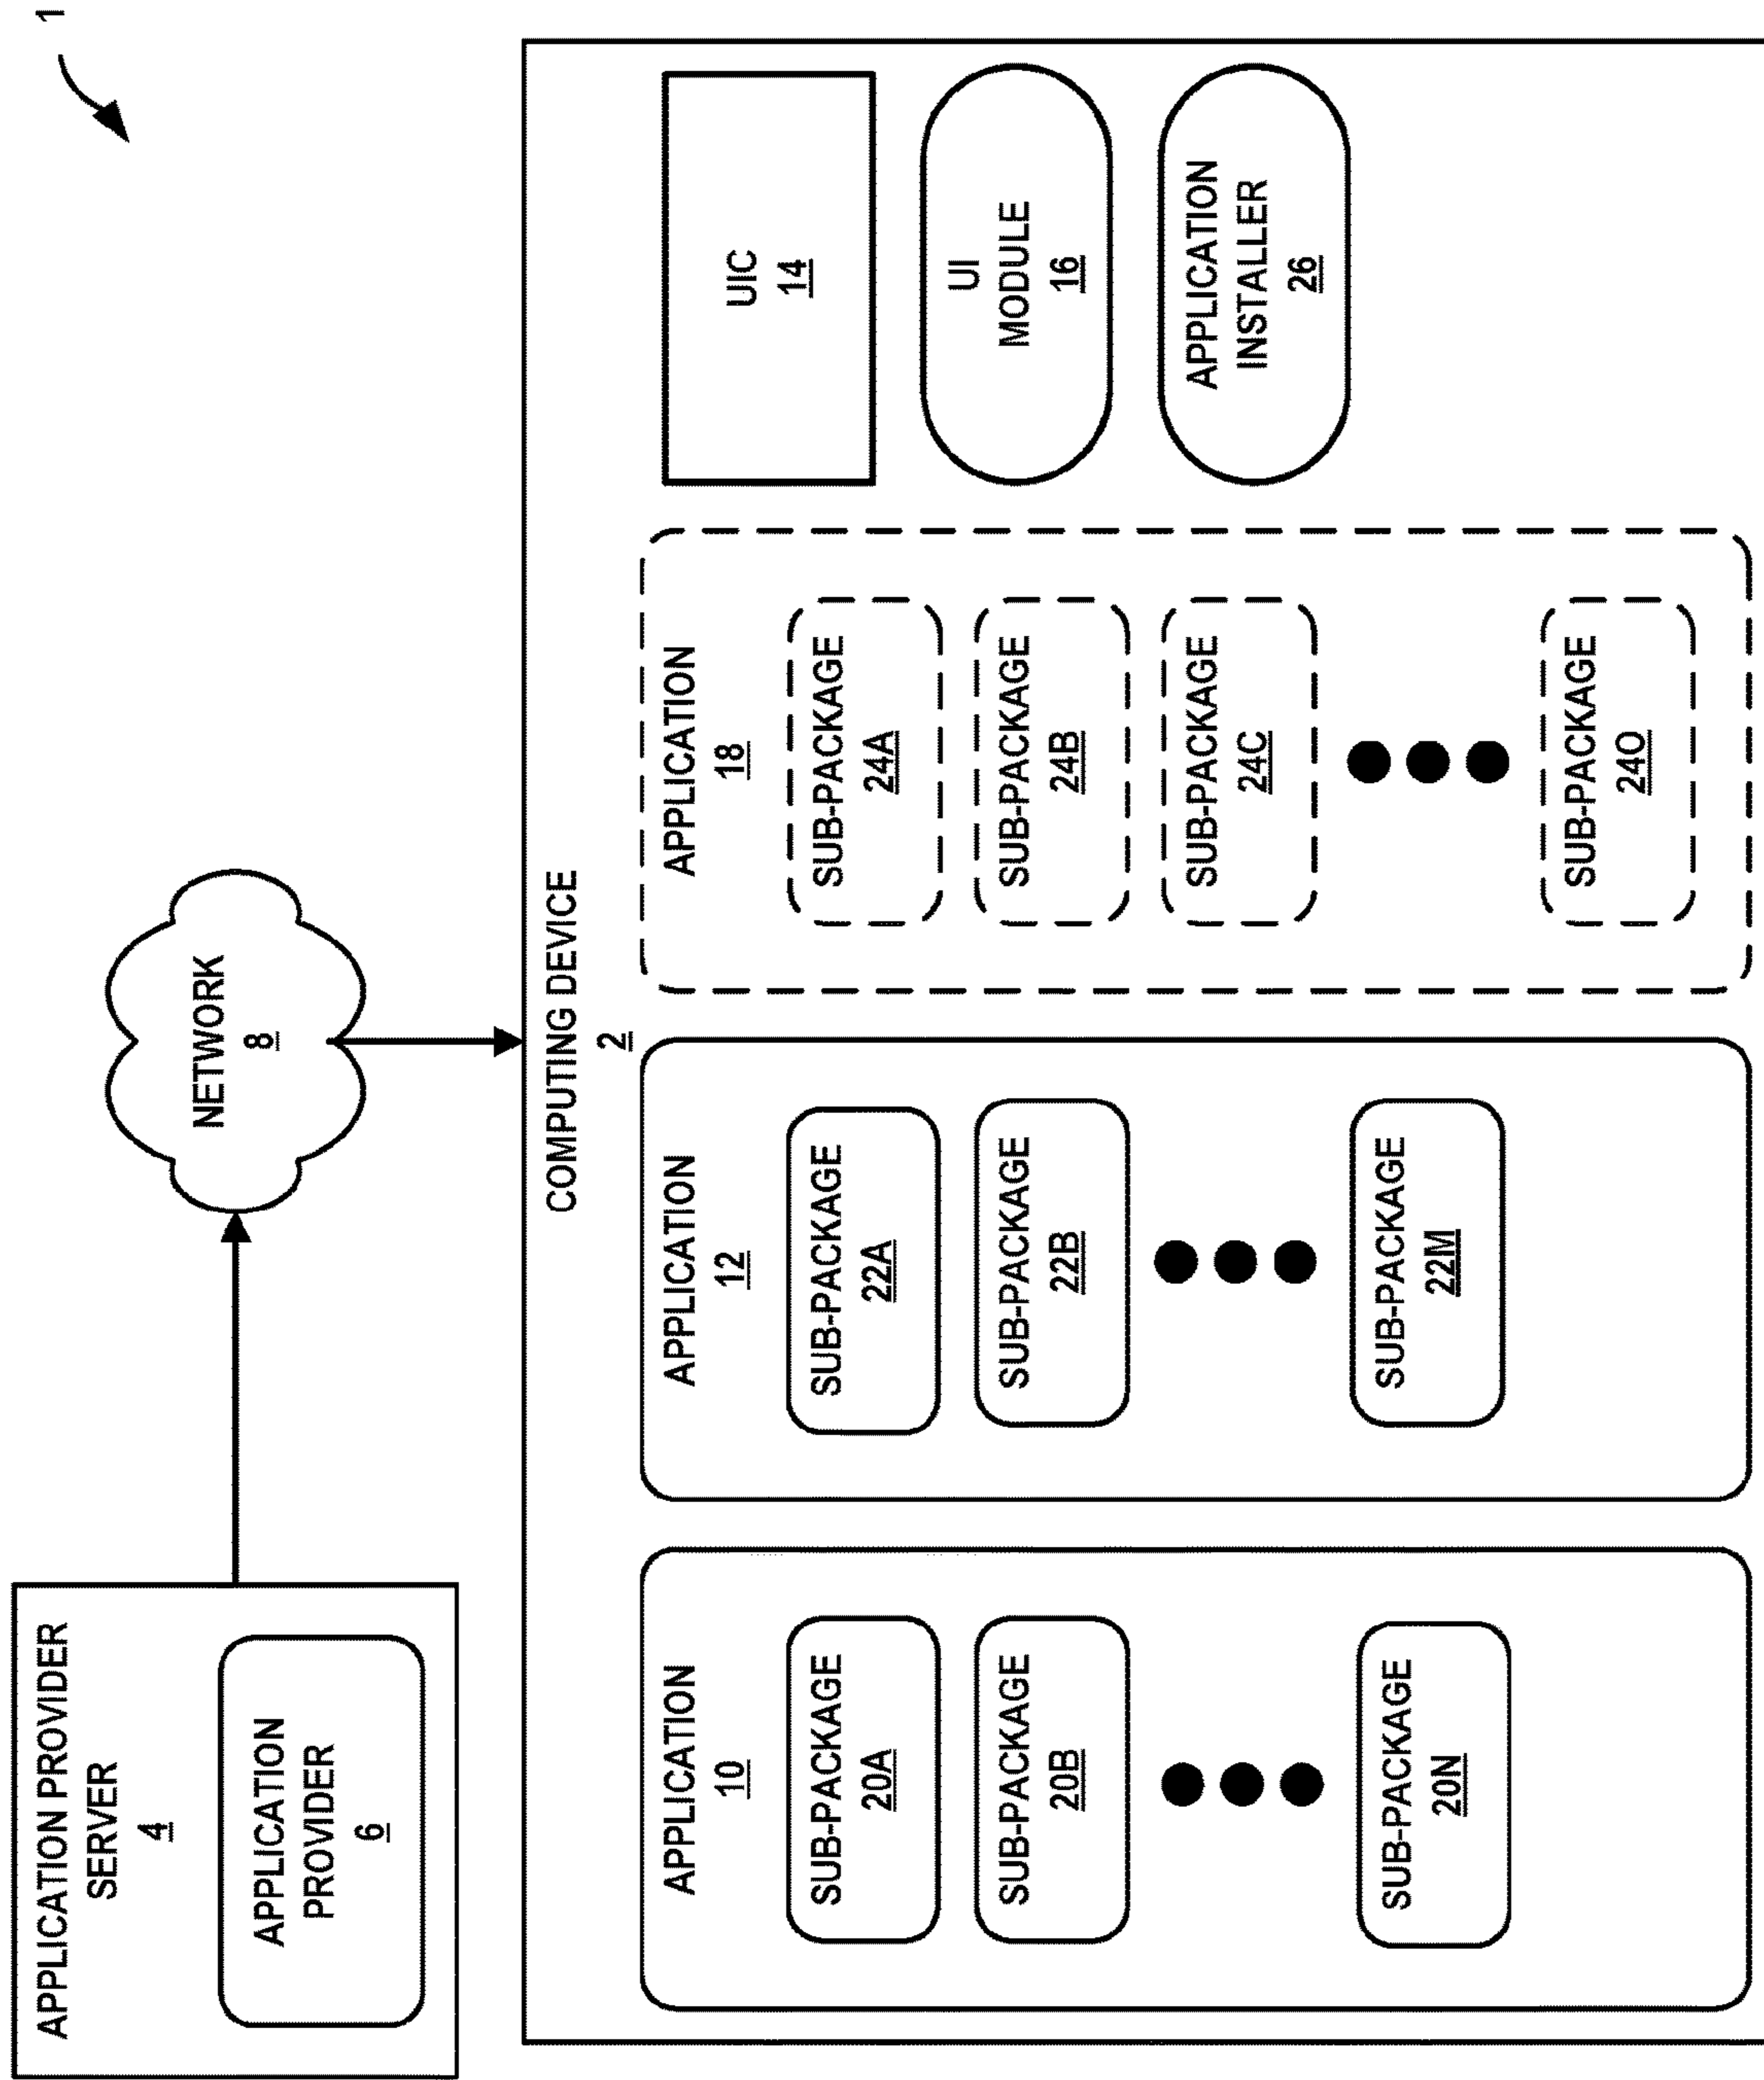 1
APPLICATION PROVIDER
SERVER
4
APPLICATION
PROVIDER
6
NETWORK
8
COMPUTING DEVICE
2
APPLICATION
10
SUB-PACKAGE
20A
SUB-PACKAGE
20B
SUB-PACKAGE
20N
APPLICATION
12
SUB-PACKAGE
22A
SUB-PACKAGE
22B
SUB-PACKAGE
22M
APPLICATION
18
SUB-PACKAGE
24A
SUB-PACKAGE
24B
SUB-PACKAGE
24C
SUB-PACKAGE
24O
UIC
14
UI
MODULE
16
APPLICATION
INSTALLER
26